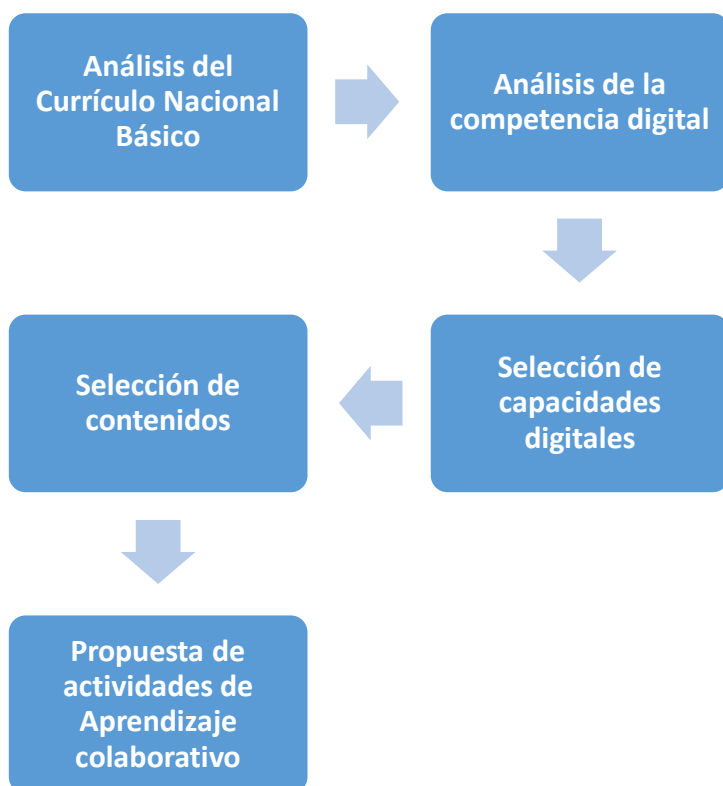 Análisis del
Currículo Nacional
Básico
Análisis de la
competencia digital
Selección de
capacidades
digitales
Selección de
contenidos
Propuesta de
actividades de
Aprendizaje
colaborativo